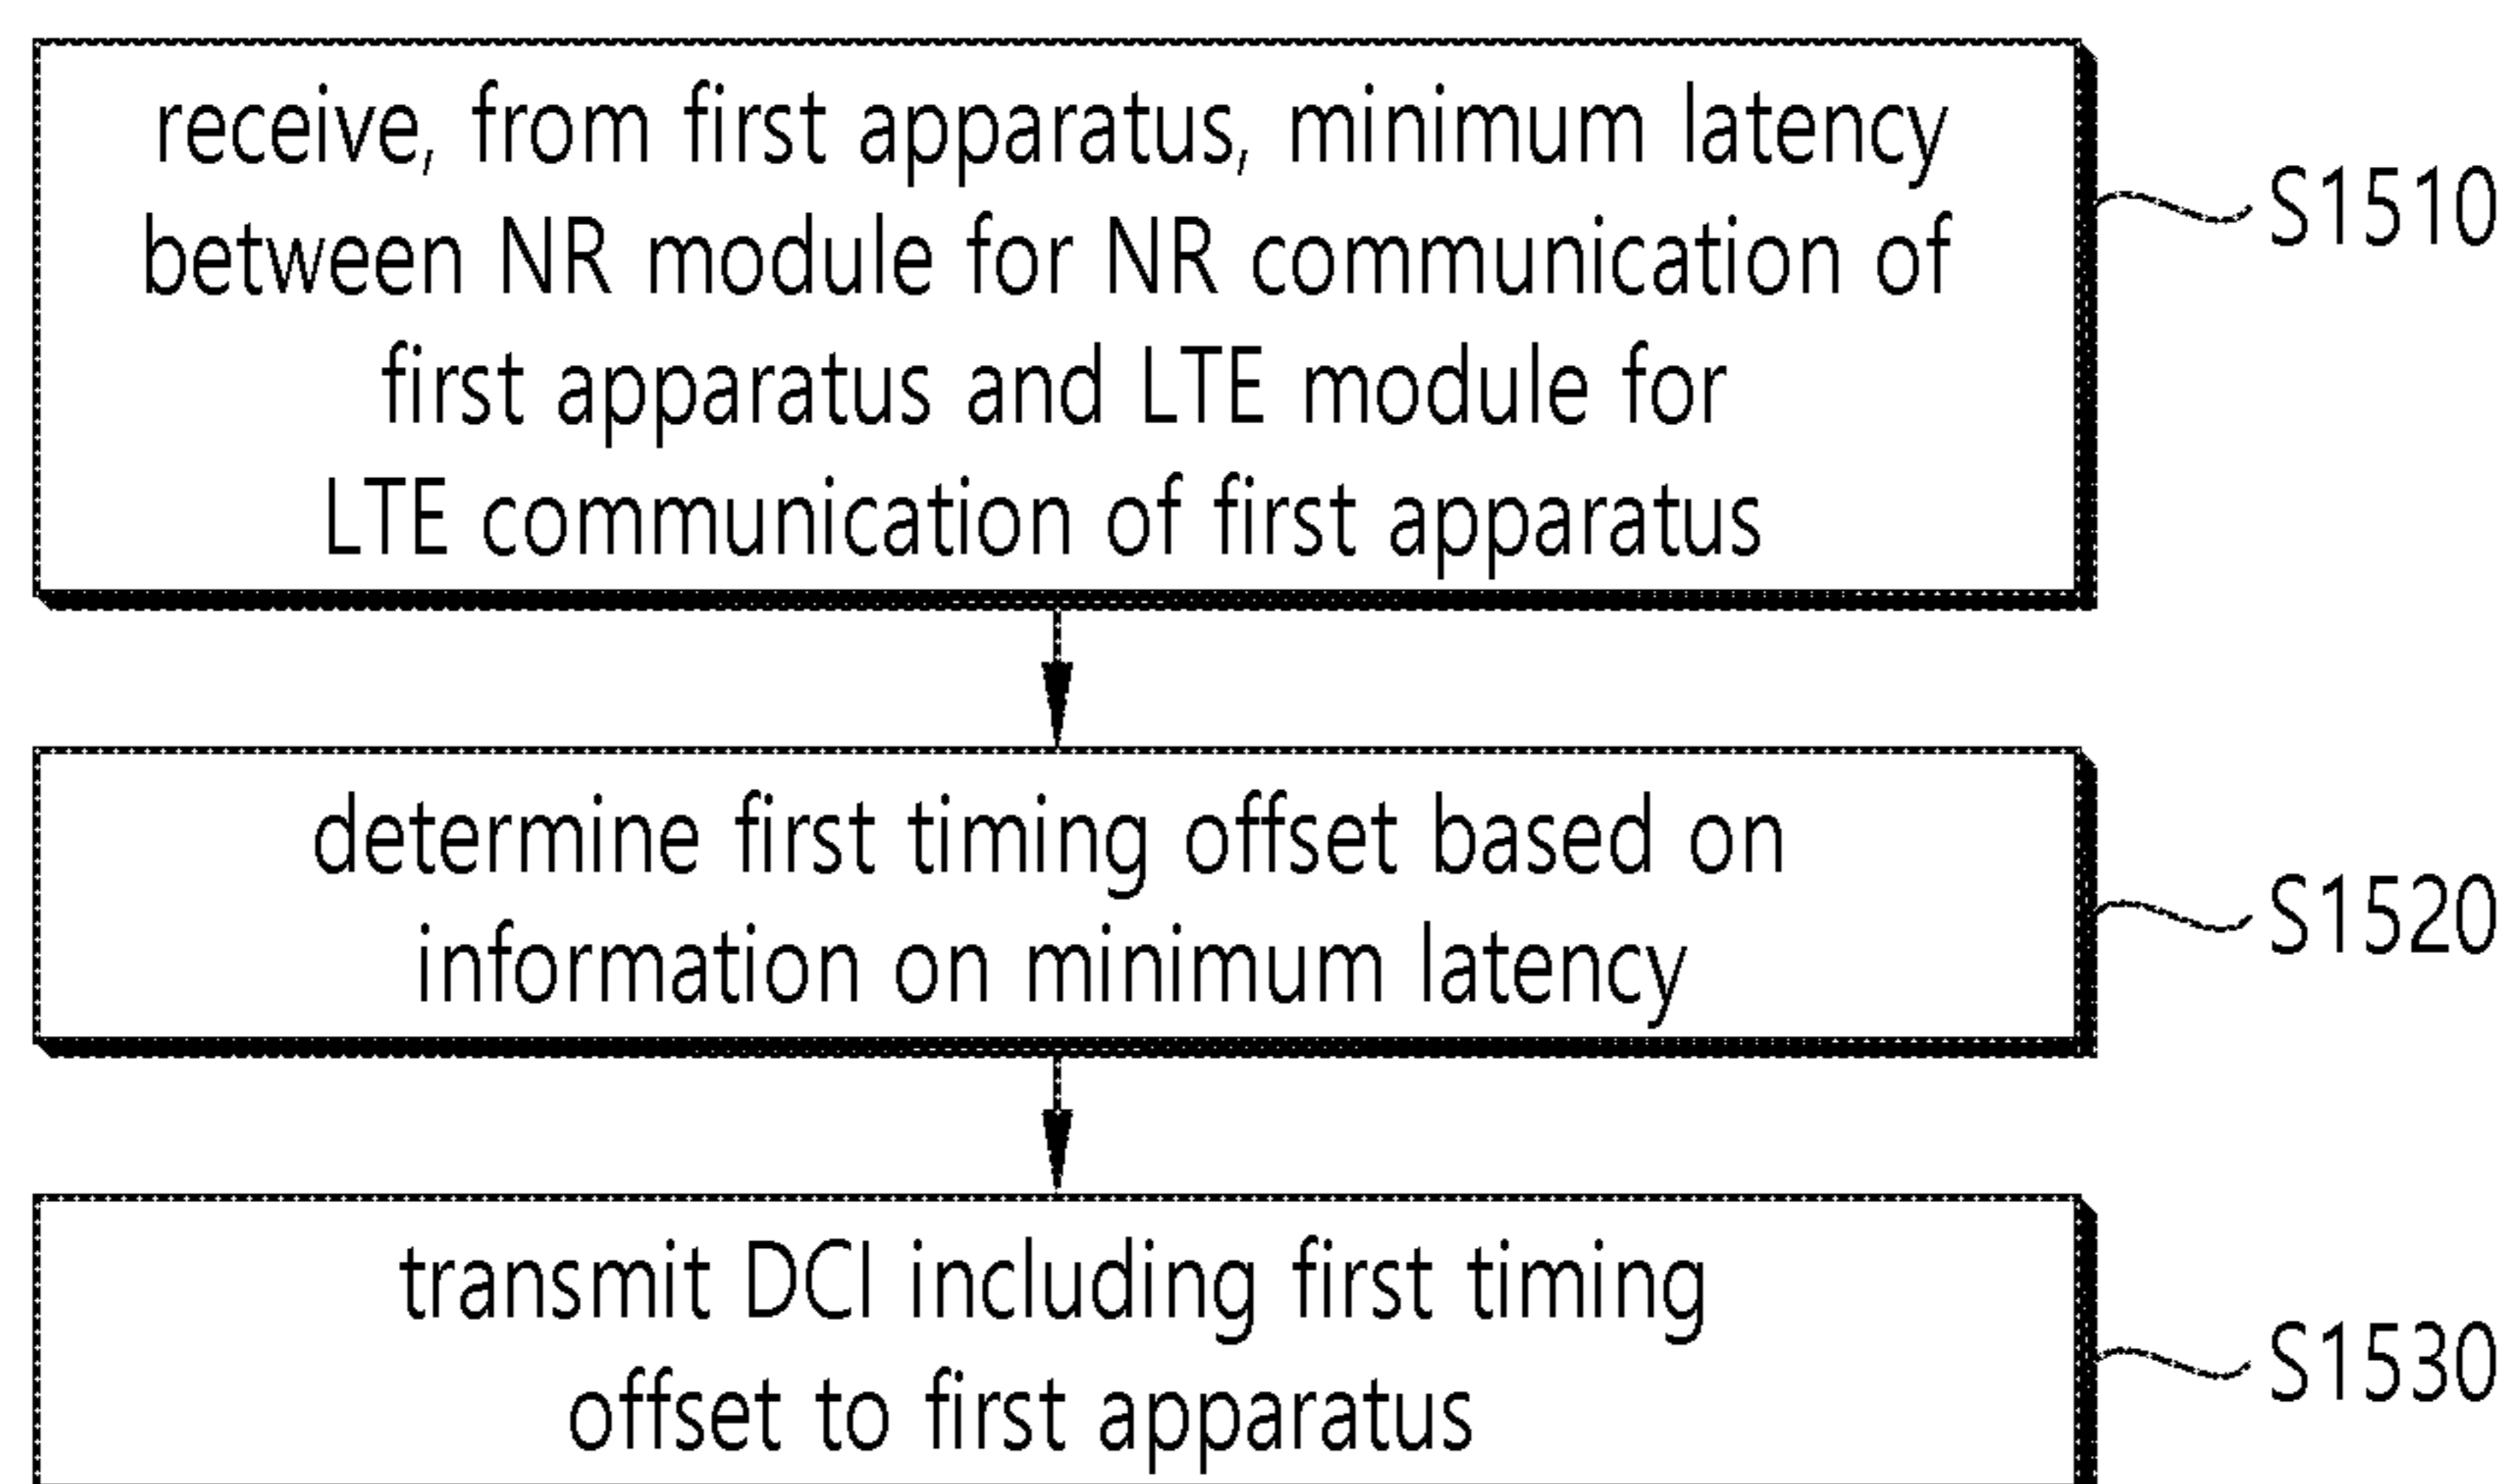 receive, from first apparatus, minimum latency
between NR module for NR communication of
first apparatus and LTE module for
LTE communication of first apparatus
S1510
determine first timing offset based on
information on minimum latency
S1520
transmit DCI including first timing
offset to first apparatus
S1530